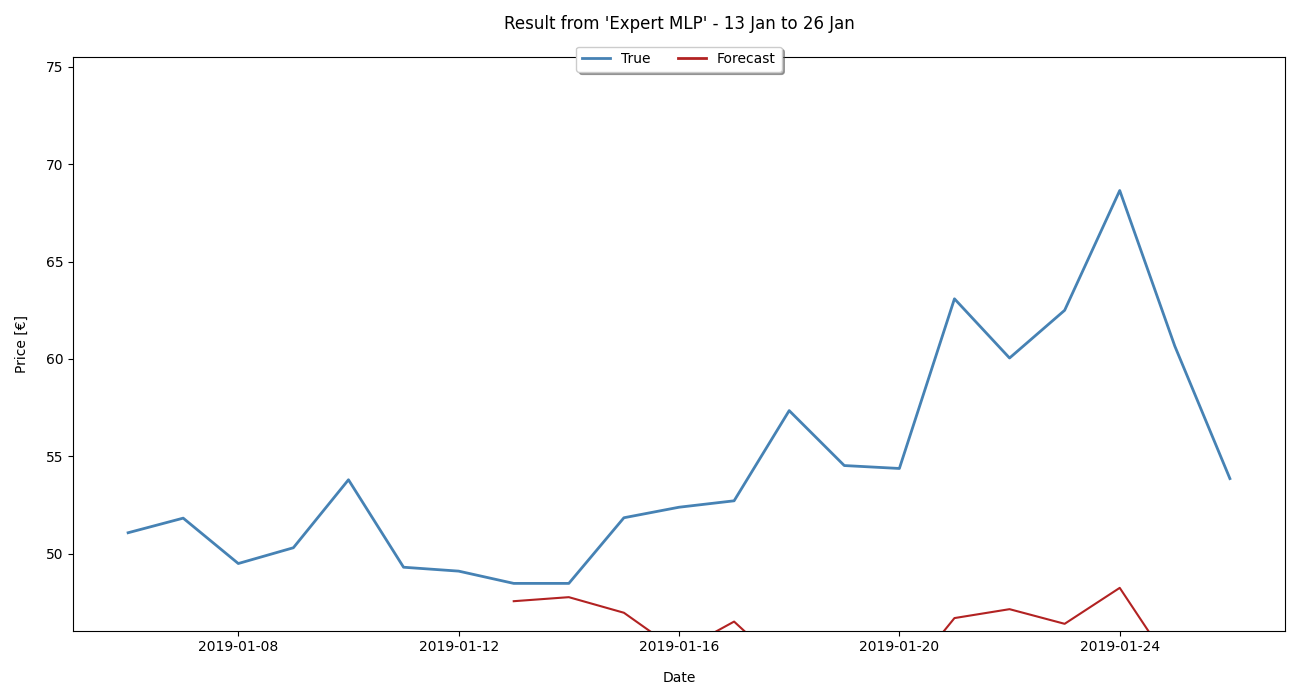 Result from 'Expert MLP' - 13 Jan to 26 Jan
True Forecast
75
70
65
60
55
50
Price [€]
2019-01-08 2019-01-12 2019-01-16 2019-01-20 2019-01-24
Date